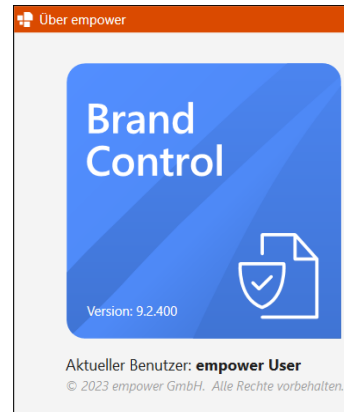 Über empower
Brand
Control
Version: 9.2.400
Aktueller Benutzer: empower User
© 2023 empower GmbH. Alle Rechte vorbehalten.